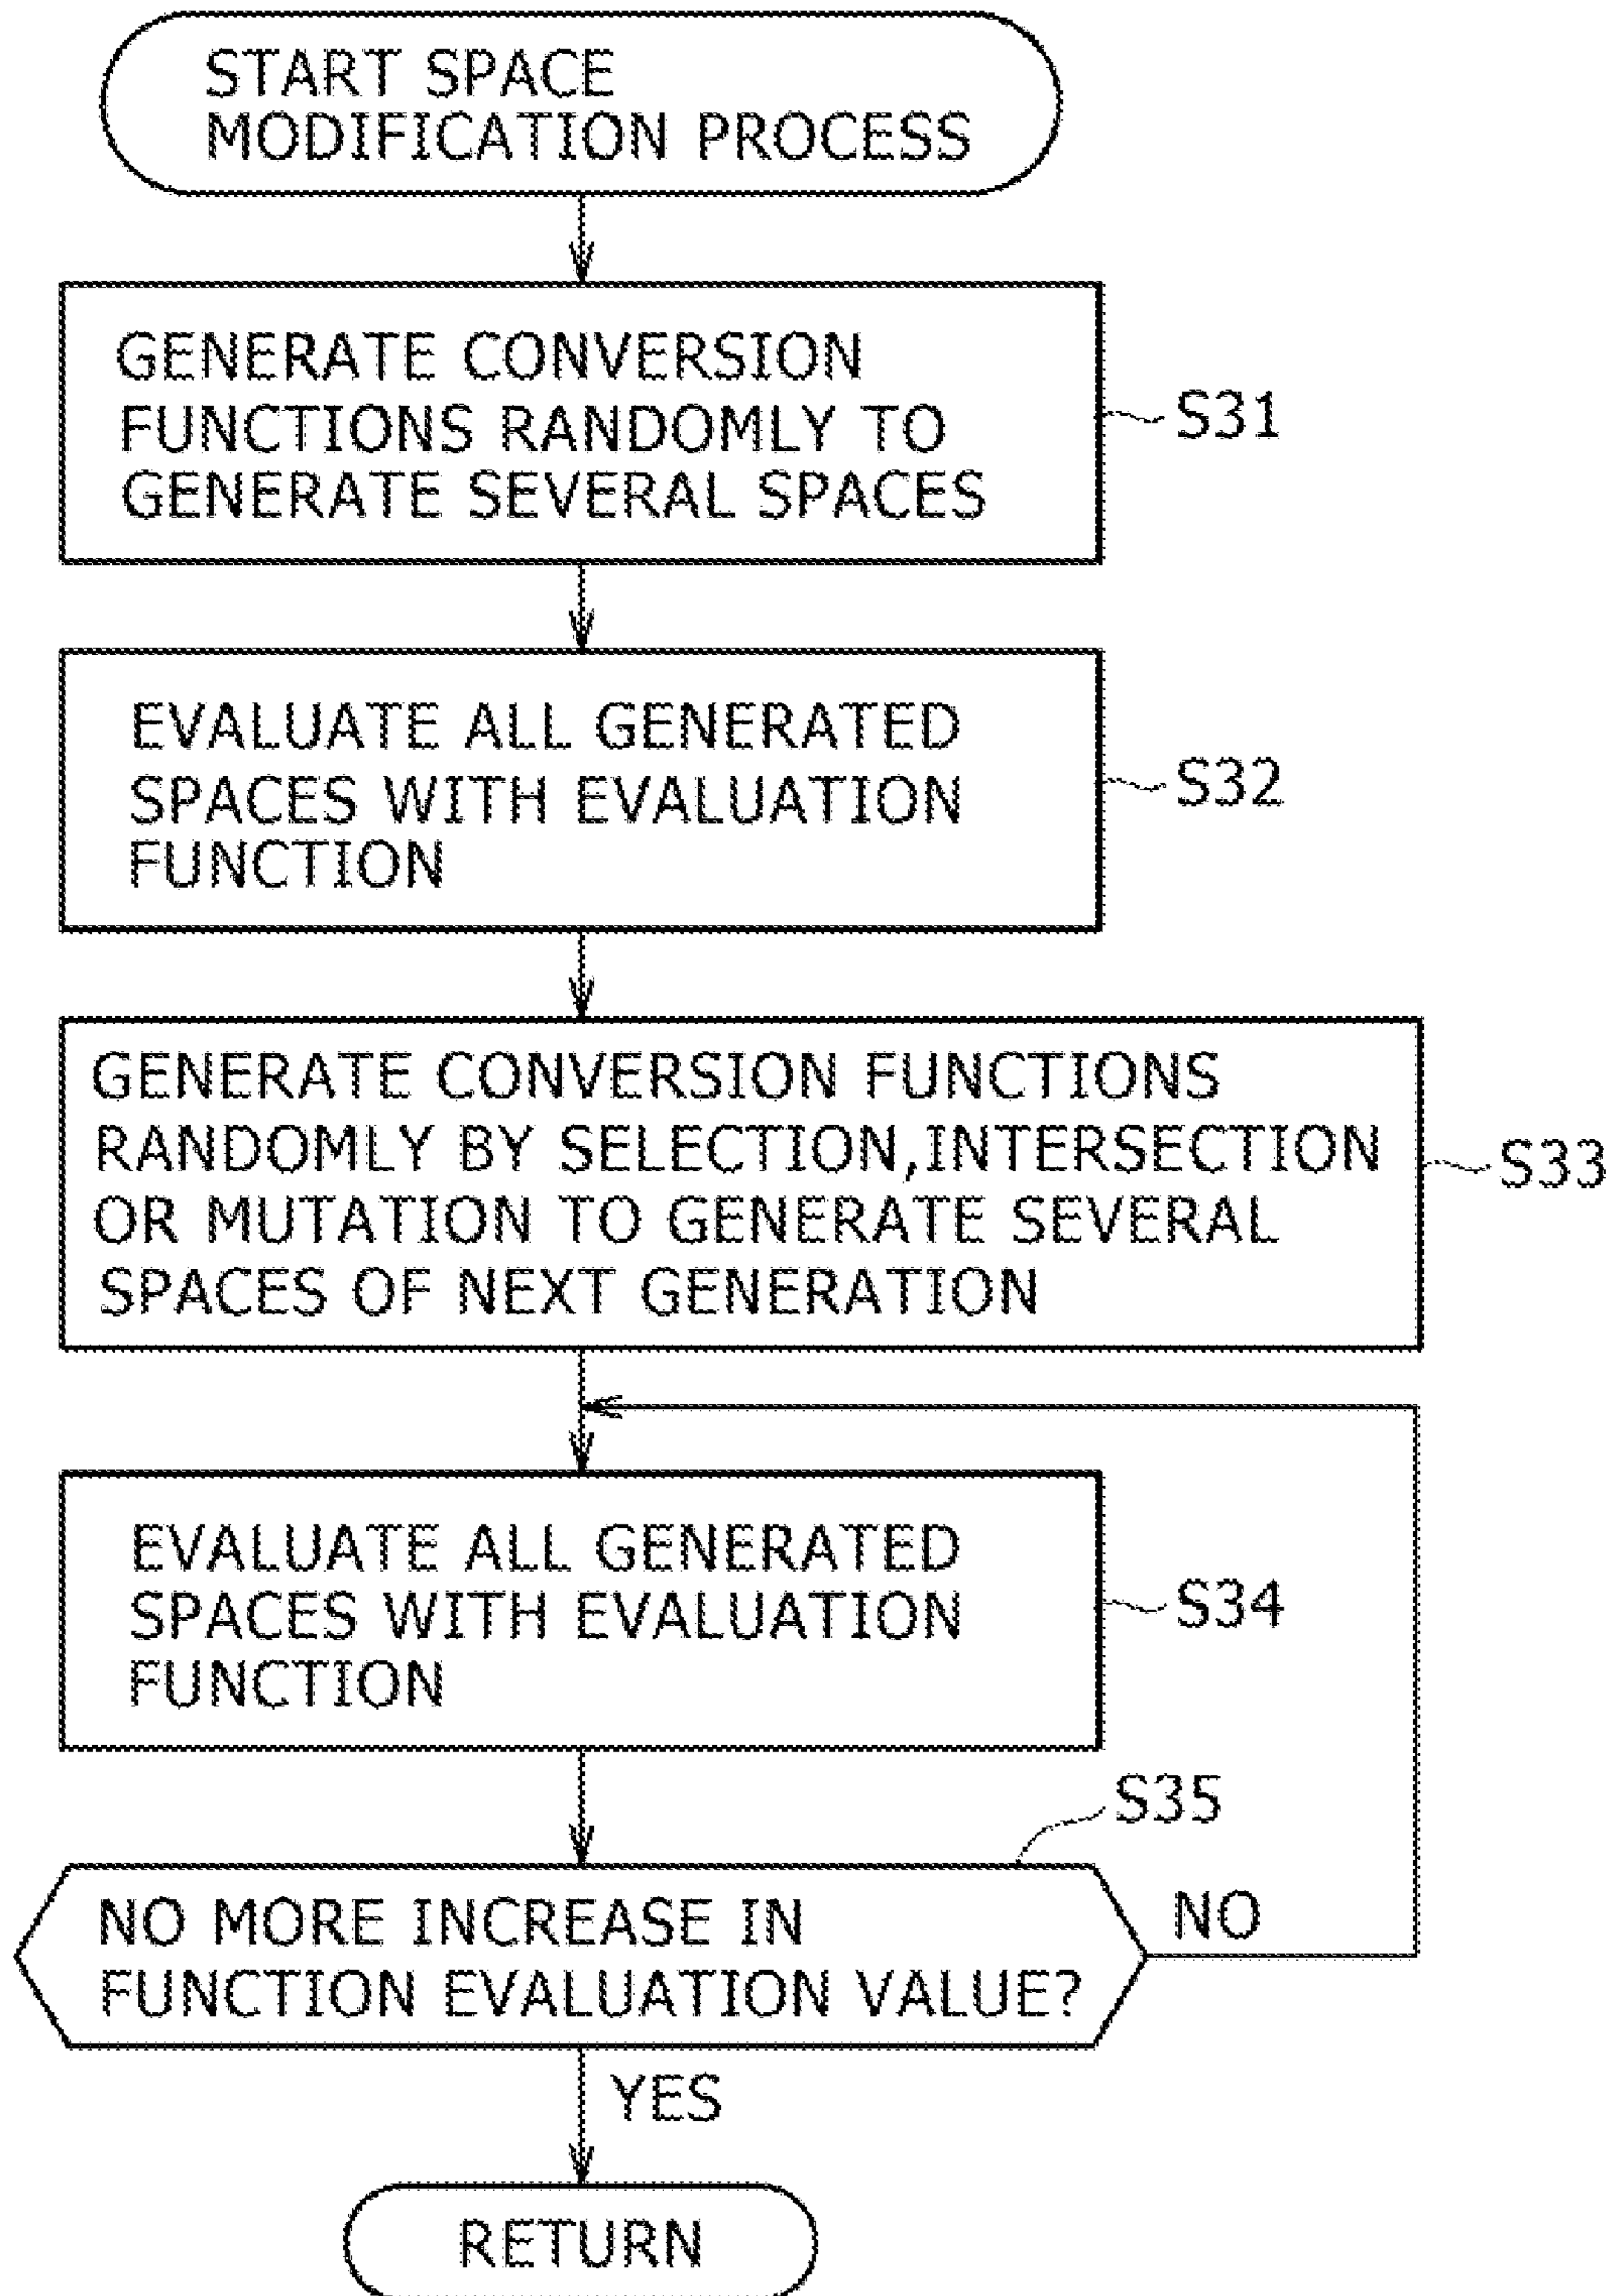 START SPACE
MODIFICATION PROCESS
GENERATE CONVERSION
FUNCTIONS RANDOMLY TO
GENERATE SEVERAL SPACES
S31
EVALUATE ALL GENERATED
SPACES WITH EVALUATION
FUNCTION
S32
GENERATE CONVERSION FUNCTIONS
RANDOMLY BY SELECTION,INTERSECTION
OR MUTATION TO GENERATE SEVERAL
SPACES OF NEXT GENERATION
S33
EVALUATE ALL GENERATED
SPACES WITH EVALUATION
FUNCTION
S34
S35
NO MORE INCREASE IN
FUNCTION EVALUATION VALUE?
NO
YES
RETURN